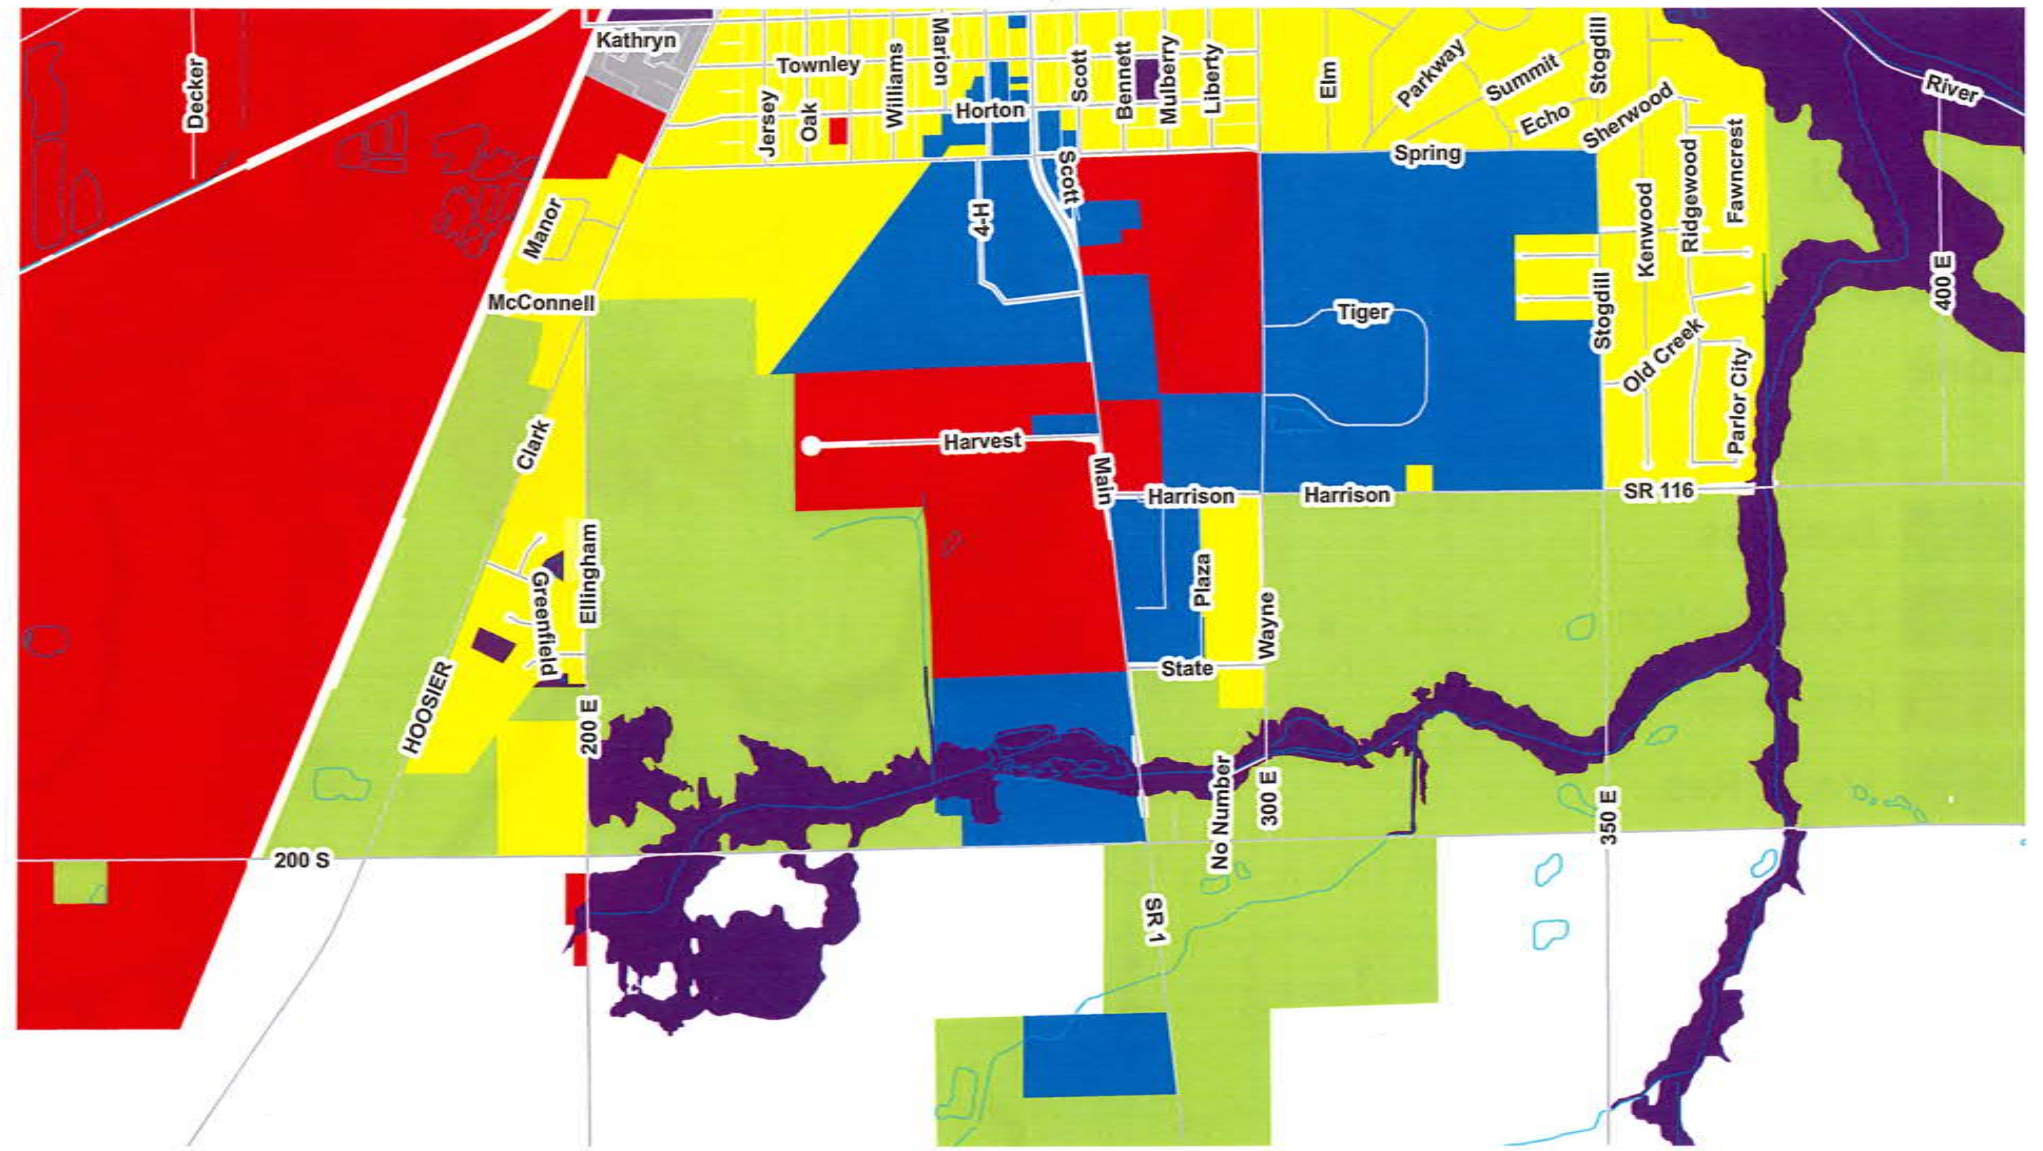 Kathryn
Decker
Townley
Jersey
Oak
Williams
Marion
Horton
Scott
Bennett
Mulberry
Liberty
Elm
Parkway
Summit
Echo
Stogdill
Sherwood
River
Spring
Scott
4-H
Manor
McConnell
Kenwood
Ridgewood
Fawncrest
400 E
Stogdill
Tiger
Old Creek
Parlor City
Clark
Harvest
Main
Harrison
Harrison
SR 116
Ellingham
Greenfield
Plaza
Wayne
State
HOOSIER
200 E
No Number
300 E
350 E
200 S
SR 1